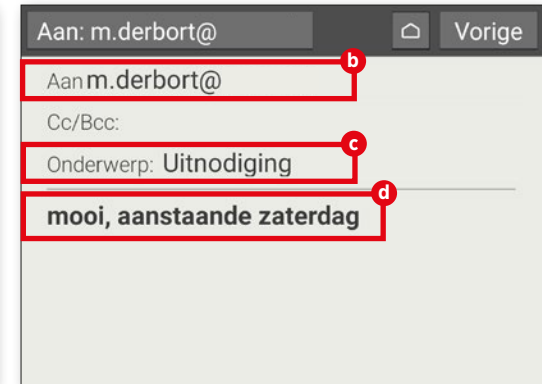 Aan: m.derbort@ Vorige
b
Aan m.derbort@
Cc/Bcc:
c
Onderwerp: Uitnodiging
d
mooi, aanstaande zaterdag